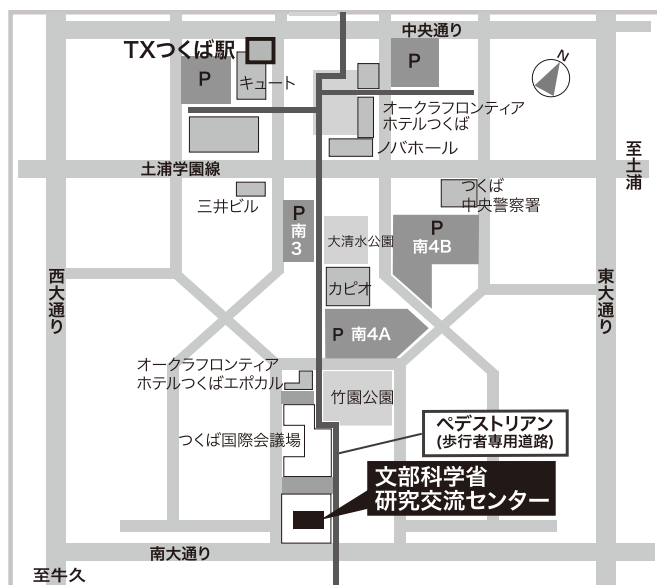 中央通り
TXつくば駅
P
キュート
P
N
オークラフロンティア
ホテルつくば
ノバホール
至土浦
土浦学園線
三井ビル
つくば
中央警察署
P
南
3
大清水公園
P
南4B
西大通り
東大通り
カピオ
P 南4A
オークラフロンティア
ホテルつくばエポカル
竹園公園
つくば国際会議場
ペデストリアン
(歩行者専用道路)
文部科学省
研究交流センター
南大通り
至牛久